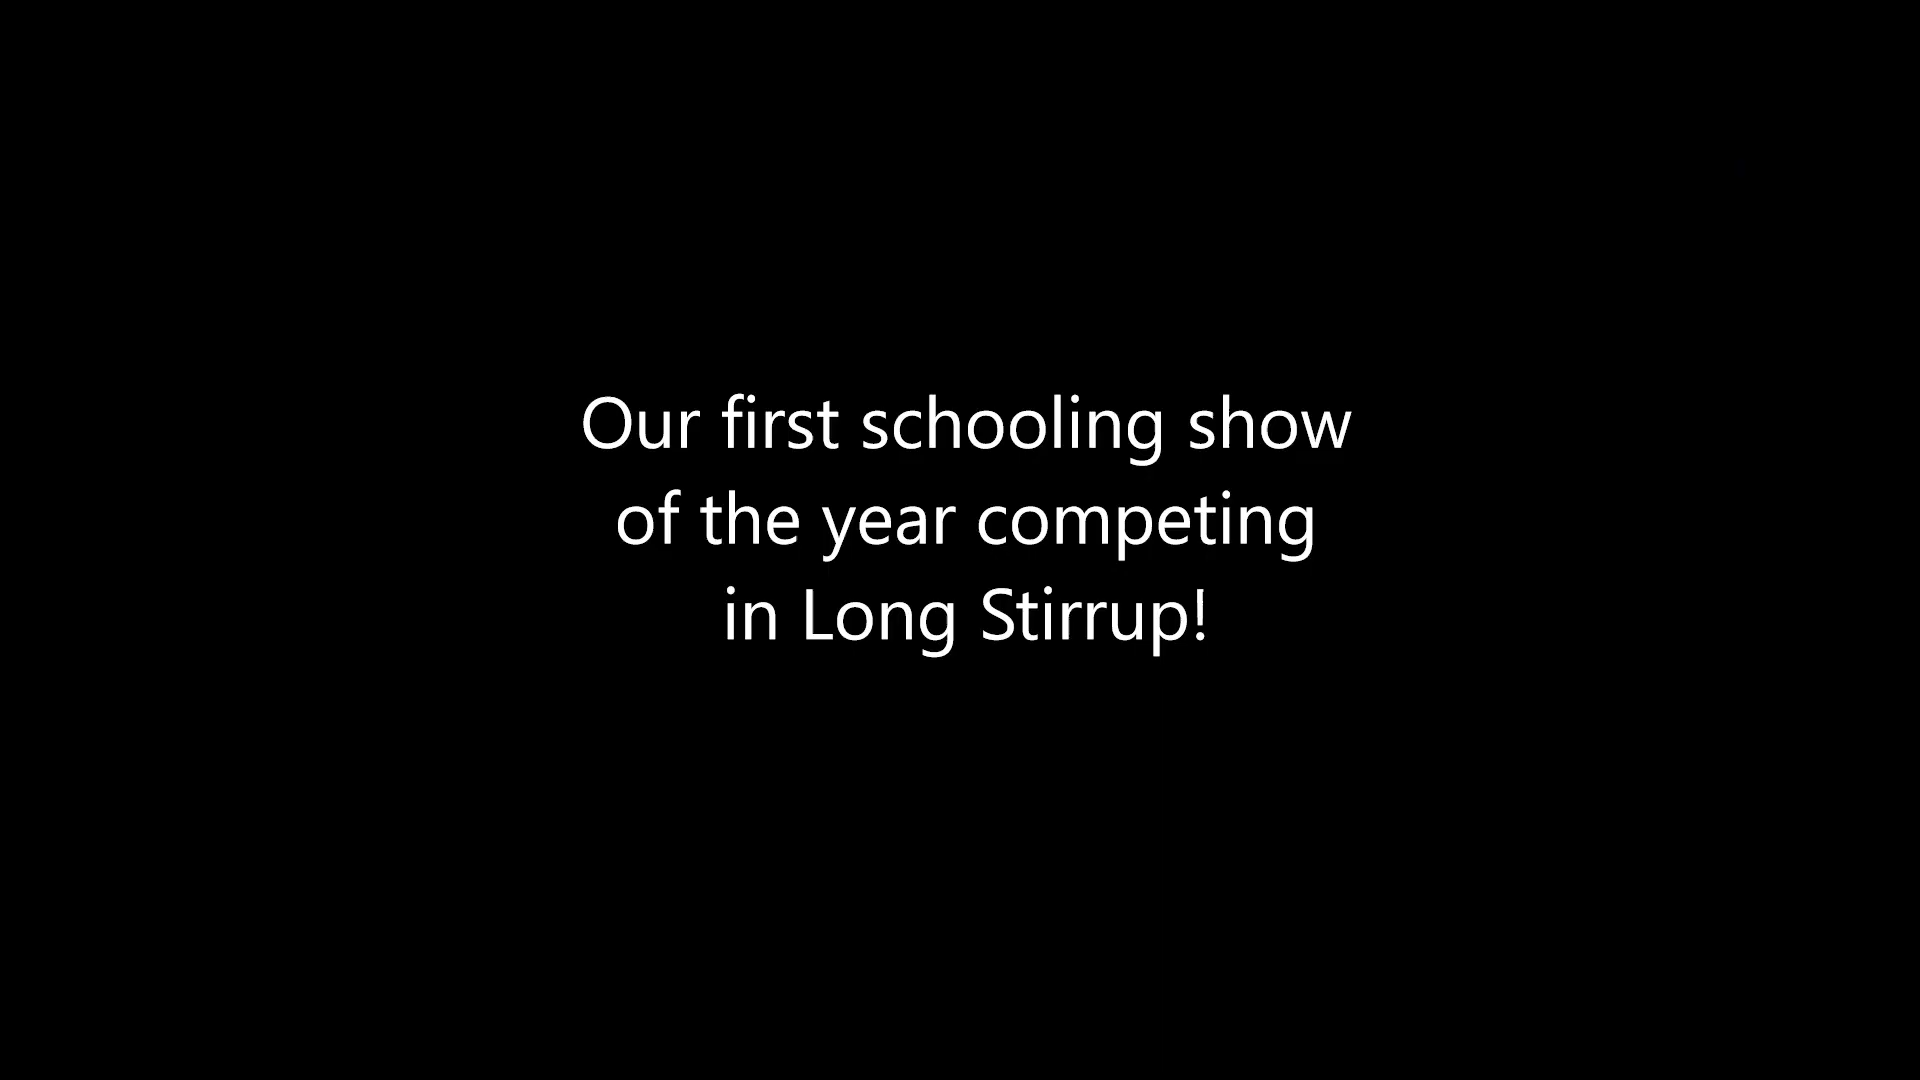 Our first schooling show
of the year competing
in Long Stirrup!